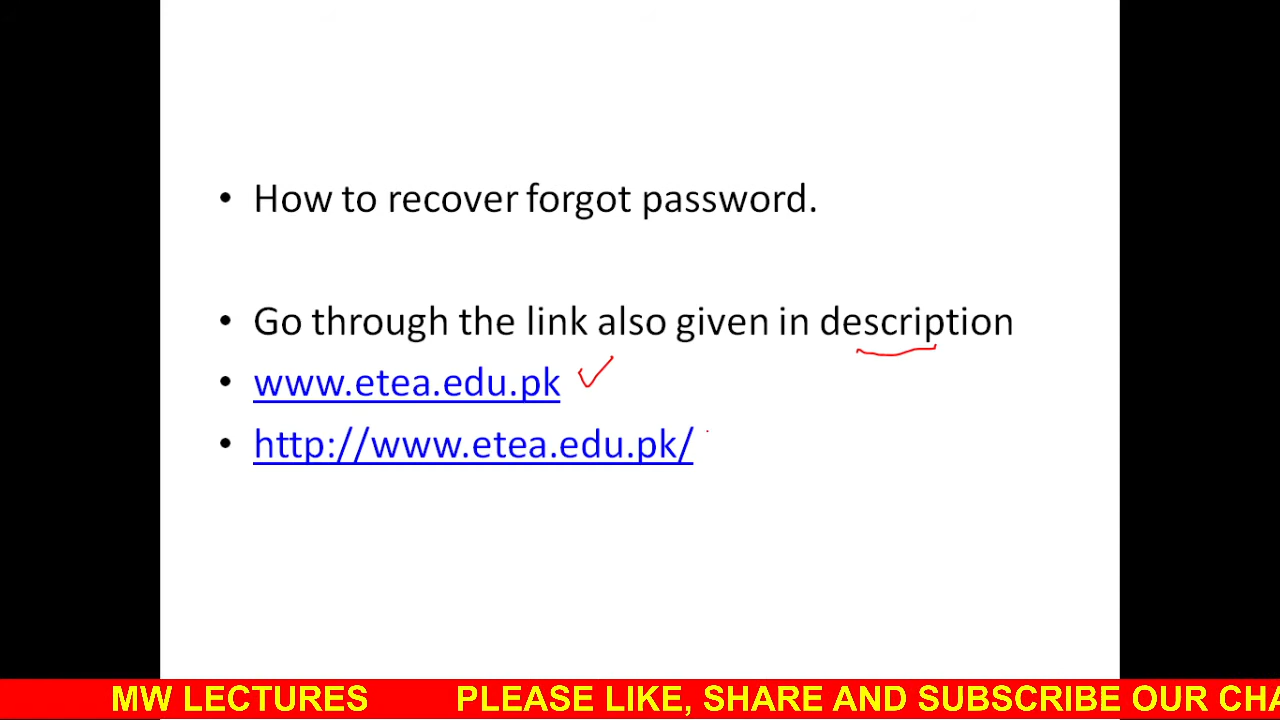 • How to recover forgot password.
• Go through the link also given in description
• www.etea.edu.pk
• http://www.etea.edu.pk/
MW LECTURES PLEASE LIKE, SHARE AND SUBSCRIBE OUR CHA